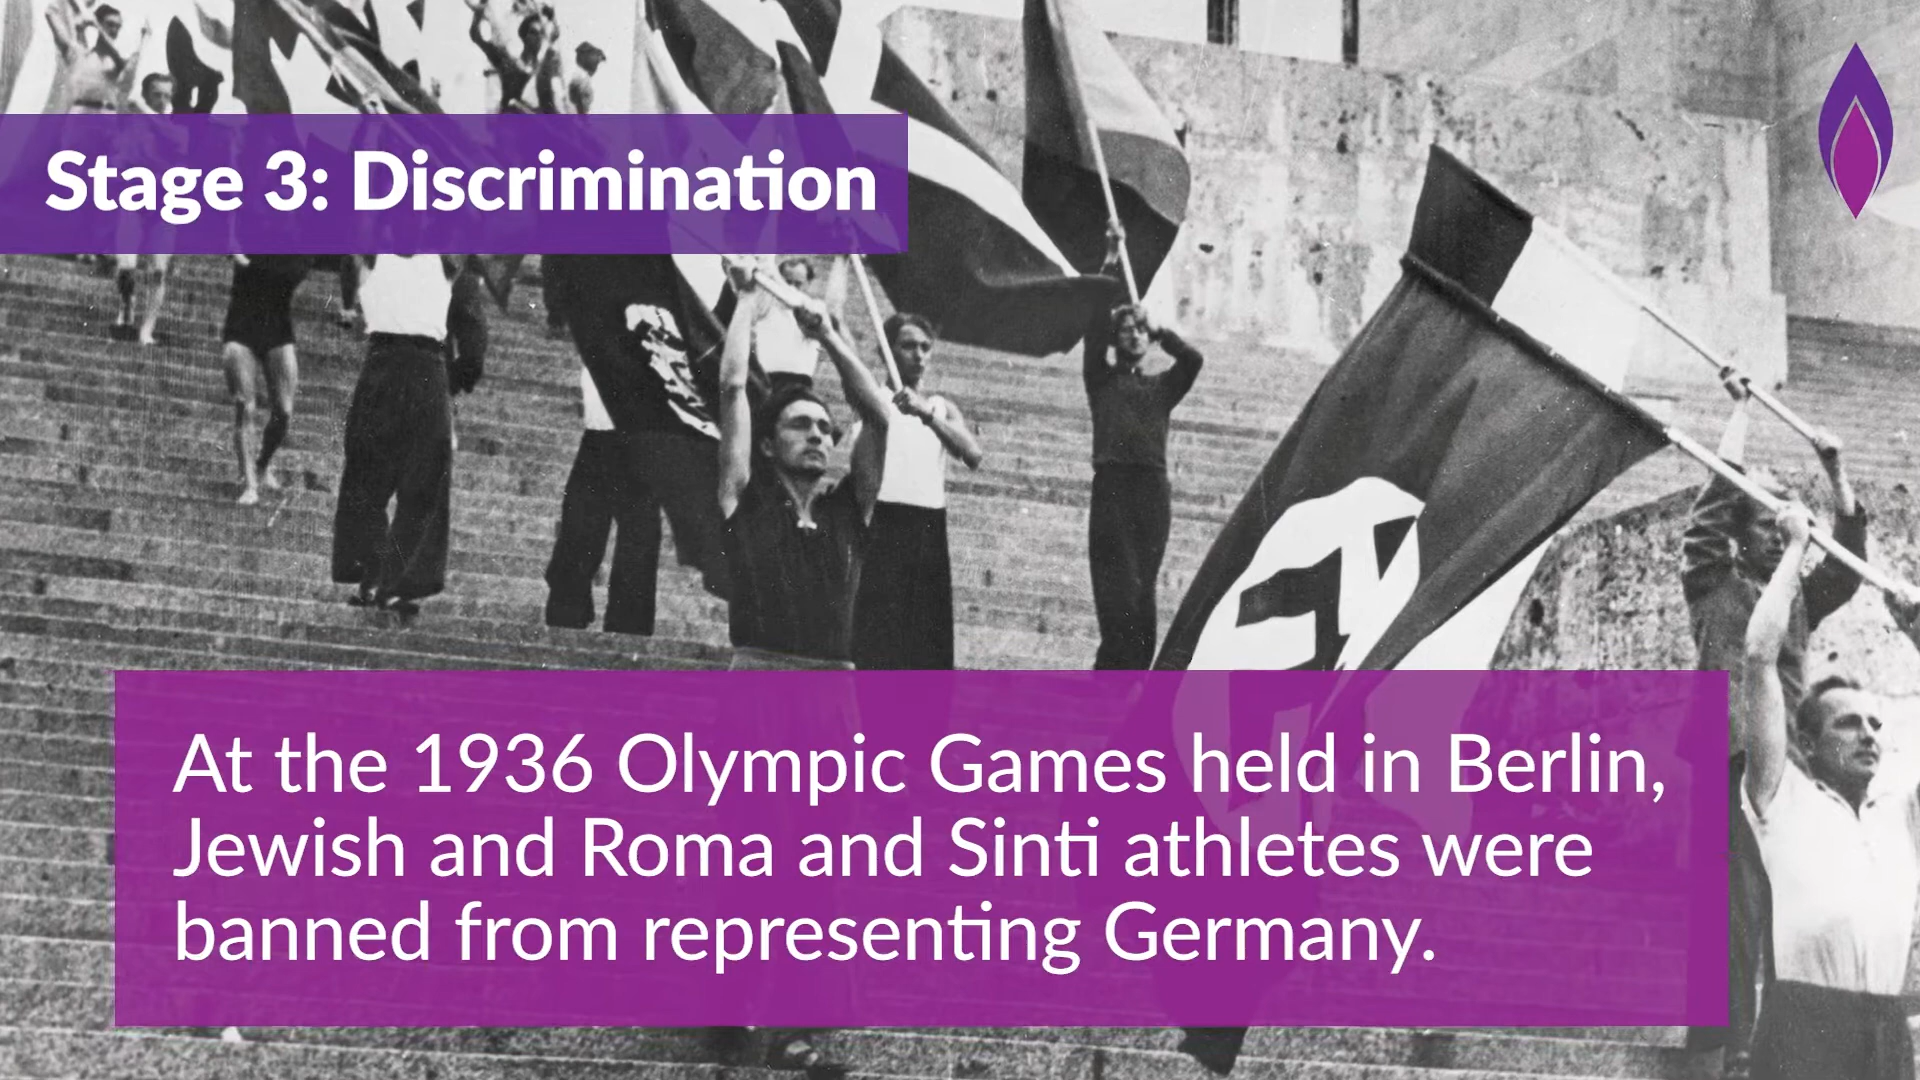 Stage 3: Discrimination
At the 1936 Olympic Games held in Berlin,
Jewish and Roma and Sinti athletes were
banned from representing Germany.